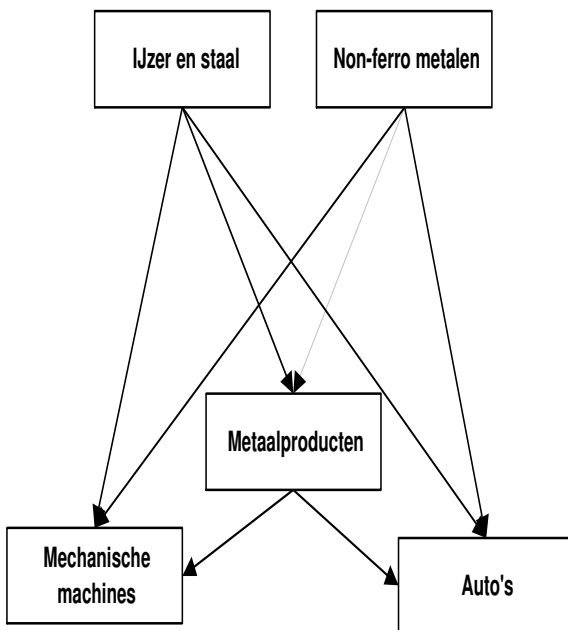 IJzer en staal
Non-ferro metalen
Metaalproducten
Mechanische
machines
Auto's